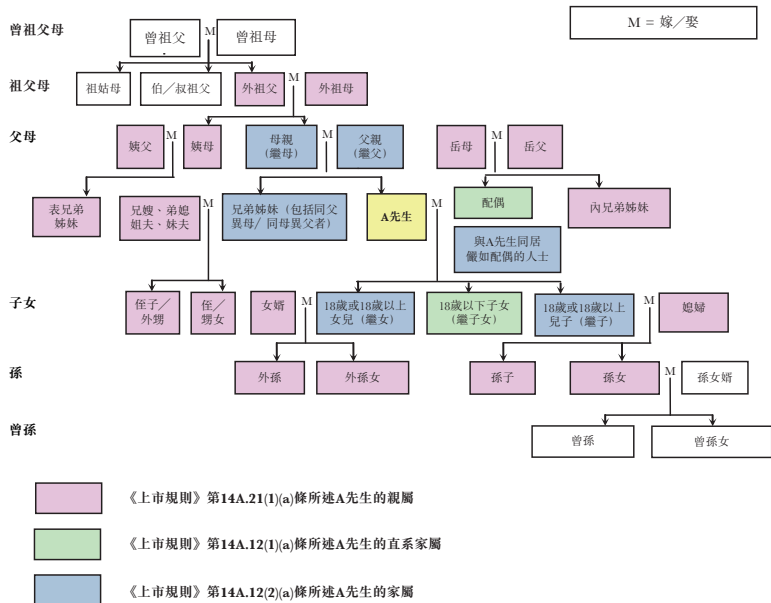 曾祖父母
曾祖父
M
曾祖母
M = 嫁／娶
祖父母
祖姑母
伯／叔祖父
外祖父
M
外祖母
父母
姨父
M
姨母
母親
(繼母)
M
父親
(繼父)
岳母
M
岳父
表兄弟
姊妹
兄嫂、弟媳
姐夫、妹夫
M
兄弟姊妹（包括同父
異母/ 同母異父者）
A先生
M
配偶
內兄弟姊妹
與A先生同居
儼如配偶的人士
子女
侄子／
外甥
侄／
甥女
女婿
M
18歲或18歲以上
女兒（繼女）
18歲以下子女
（繼子女）
18歲或18歲以上
兒子（繼子）
M
媳婦
孫
外孫
外孫女
孫子
孫女
M
孫女婿
曾孫
曾孫
曾孫女
《上市規則》第14A.21(1)(a)條所述A先生的親屬
《上市規則》第14A.12(1)(a)條所述A先生的直系家屬
《上市規則》第14A.12(2)(a)條所述A先生的家屬